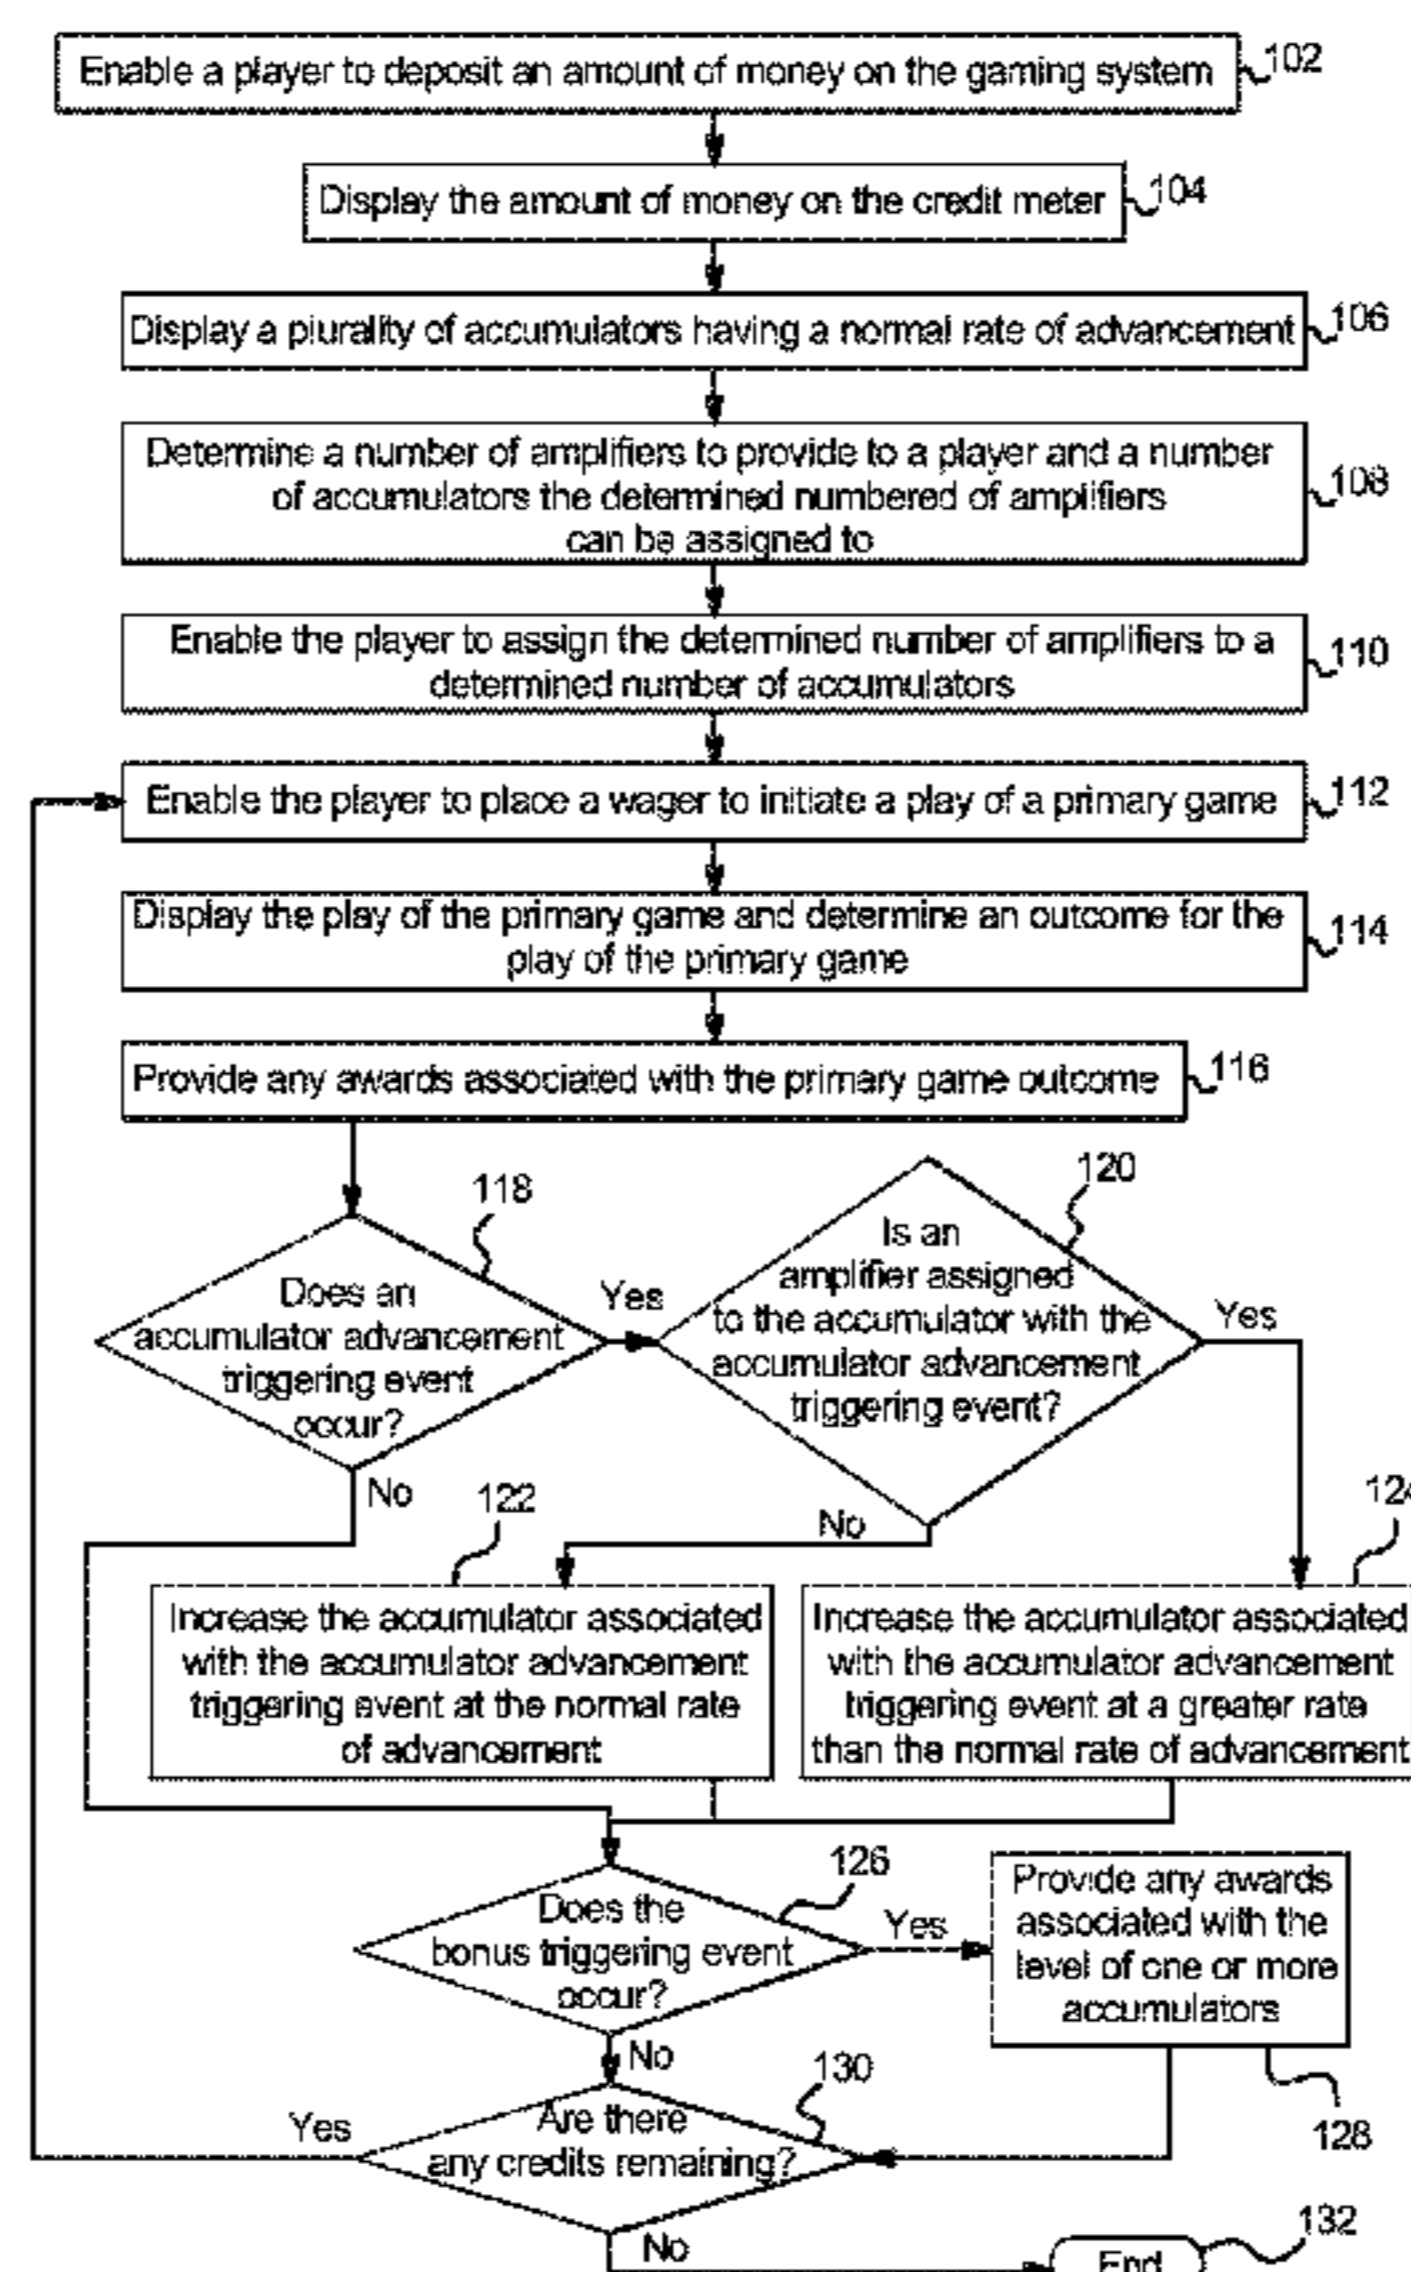 Enable a player to deposit an amount of money on the gaming system
102
Display the amount of money on the credit meter
104
Display a plurality of accumulators having a normal rate of advancement
106
Determine a number of amplifiers to provide to a player and a number
of accumulators the determined numbered of amplifiers
can be assigned to
108
Enable the player to assign the determined number of amplifiers to a
determined number of accumulators
110
Enable the player to place a wager to initiate a play of a primary game
112
Display the play of the primary game and determine an outcome for the
play of the primary game
114
Provide any awards associated with the primary game outcome
116
118
Does an
accumulator advancement
triggering event
occur?
Yes
No
120
Is an
amplifier assigned
to the accumulator with the
accumulator advancement
triggering event?
Yes
No
122
Increase the accumulator associated
with the accumulator advancement
triggering event at the normal rate
of advancement
124
Increase the accumulator associated
with the accumulator advancement
triggering event at a greater rate
than the normal rate of advancement
126
Does the
bonus triggering event
occur?
Yes
No
Provide any awards
associated with the
level of one or more
accumulators
128
130
Are there
any credits remaining?
Yes
No
132
End